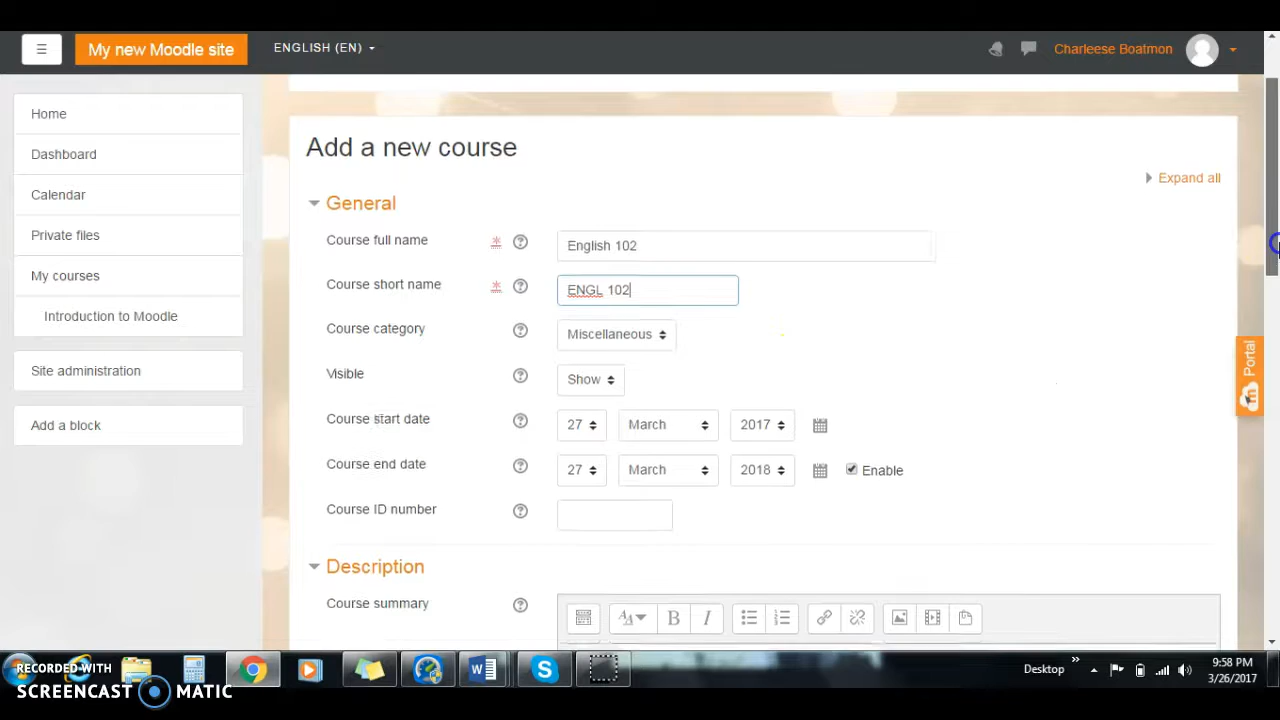 My new Moodle site
ENGLISH (EN)
Charleese Boatmon
Home
Dashboard
Calendar
Private files
My courses
Introduction to Moodle
Site administration
Add a block
Add a new course
Expand all
General
Course full name
English 102
Course short name
ENGL 102
Course category
Miscellaneous
Visible
Show
Course start date
27 March 2017
Course end date
27 March 2018 Enable
Course ID number
Description
Course summary
B I
Portal
Desktop
9:58 PM
3/26/2017
RECORDED WITH
SCREENCAST MATIC